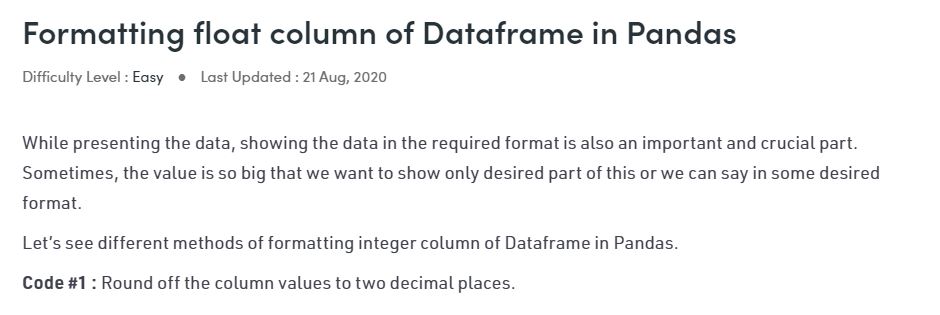 Formatting float column of Dataframe in Pandas
Difficulty Level : Easy ● Last Updated : 21 Aug, 2020
While presenting the data, showing the data in the required format is also an important and crucial part.
Sometimes, the value is so big that we want to show only desired part of this or we can say in some desired
format.
Let’s see different methods of formatting integer column of Dataframe in Pandas.
Code #1 : Round off the column values to two decimal places.